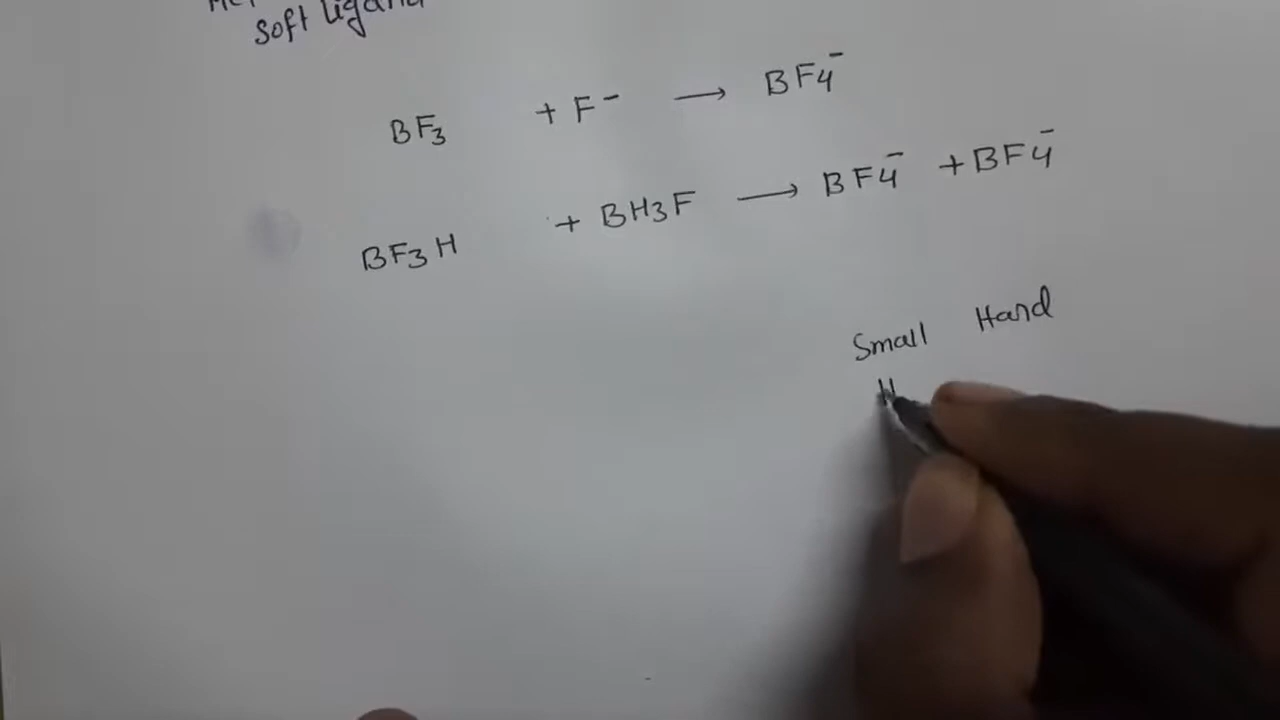 soft ligand
BF3 + F⁻ → BF4⁻
BF3H + BH3F → BF4⁻ + BF4⁻
Small Hard
H